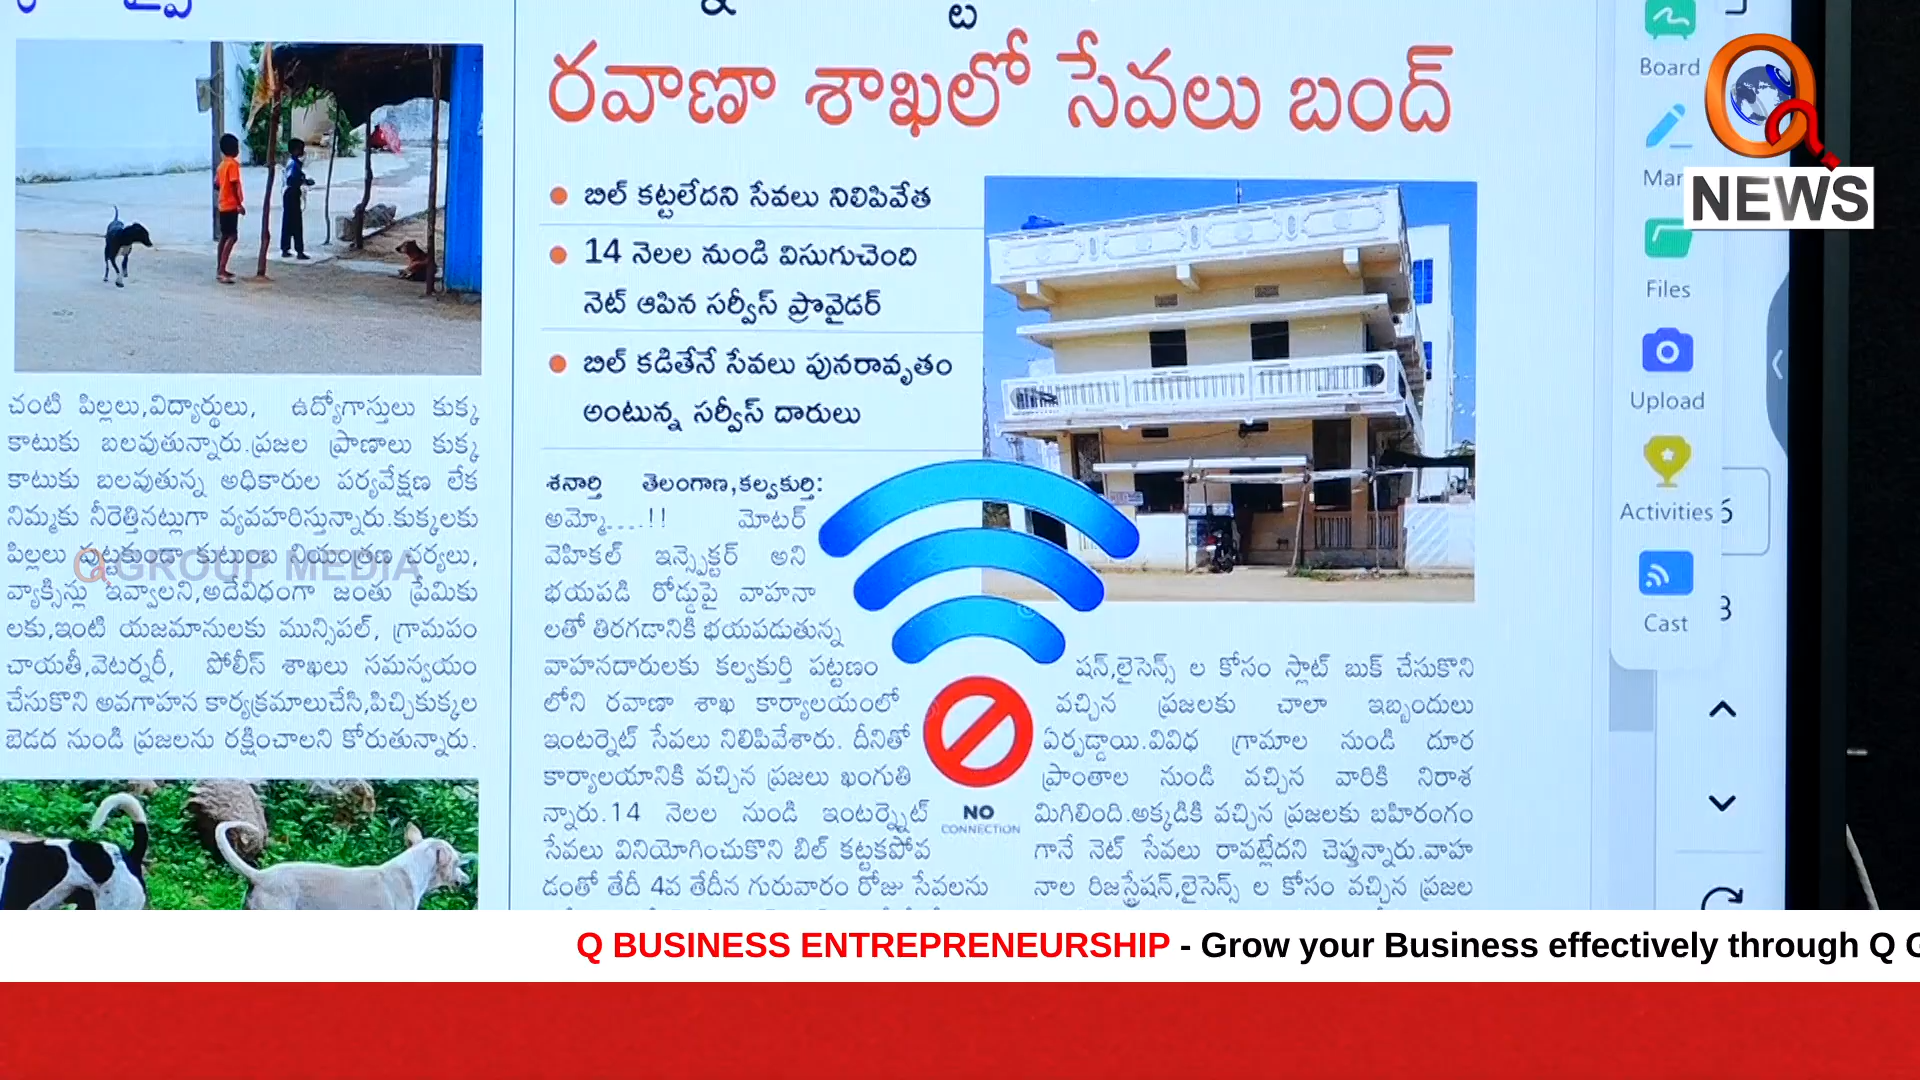 రవాణా శాఖలో సేవలు బంద్
బిల్ కట్టలేదని సేవలు నిలిపివేత
14 నెలల నుండి విసుగుచెంది
నెట్ ఆపిన సర్వీస్ ప్రొవైడర్
బిల్ కడితేనే సేవలు పునరావృతం
అంటున్న సర్వీస్ దారులు
చంటి పిల్లలు,విద్యార్థులు, ఉద్యోగాస్తులు కుక్క
కాటుకు బలవుతున్నారు.ప్రజల ప్రాణాలు కుక్క
కాటుకు బలవుతున్న అధికారుల పర్యవేక్షణ లేక
నిమ్మకు నీరెత్తినట్లుగా వ్యవహరిస్తున్నారు.కుక్కలకు
పిల్లలు పుట్టకుండా కుటుంబ నియంత్రణ చర్యలు,
వ్యాక్సిన్లు ఇవ్వాలని,అదేవిధంగా జంతు ప్రేమికు
లకు,ఇంటి యజమానులకు మున్సిపల్, గ్రామపం
చాయతీ,వెటర్నరీ, పోలీస్ శాఖలు సమన్వయం
చేసుకొని అవగాహన కార్యక్రమాలుచేసి,పిచ్చికుక్కల
బెడద నుండి ప్రజలను రక్షించాలని కోరుతున్నారు.
Q GROUP MEDIA
శనార్తి తెలంగాణ,కల్వకుర్తి:
అమ్మో....!! మోటర్
వెహికల్ ఇన్స్పెక్టర్ అని
భయపడి రోడ్డుపై వాహనా
లతో తిరగడానికి భయపడుతున్న
వాహనదారులకు కల్వకుర్తి పట్టణం
లోని రవాణా శాఖ కార్యాలయంలో
ఇంటర్నెట్ సేవలు నిలిపివేశారు. దీనితో
కార్యాలయానికి వచ్చిన ప్రజలు ఖంగుతి
న్నారు.14 నెలల నుండి ఇంటర్నెట్
సేవలు వినియోగించుకొని బిల్ కట్టకపోవ
డంతో తేదీ 4వ తేదీన గురువారం రోజు సేవలను
NO
CONNECTION
షన్,లైసెన్స్ ల కోసం స్లాట్ బుక్ చేసుకొని
వచ్చిన ప్రజలకు చాలా ఇబ్బందులు
ఏర్పడ్డాయి.వివిధ గ్రామాల నుండి దూర
ప్రాంతాల నుండి వచ్చిన వారికి నిరాశ
మిగిలింది.అక్కడికి వచ్చిన ప్రజలకు బహిరంగం
గానే నెట్ సేవలు రావట్లేదని చెప్తున్నారు.వాహ
నాల రిజిస్ట్రేషన్,లైసెన్స్ ల కోసం వచ్చిన ప్రజల
Board
Files
Upload
Activities
Cast
Q
NEWS
Q BUSINESS ENTREPRENEURSHIP - Grow your Business effectively through Q